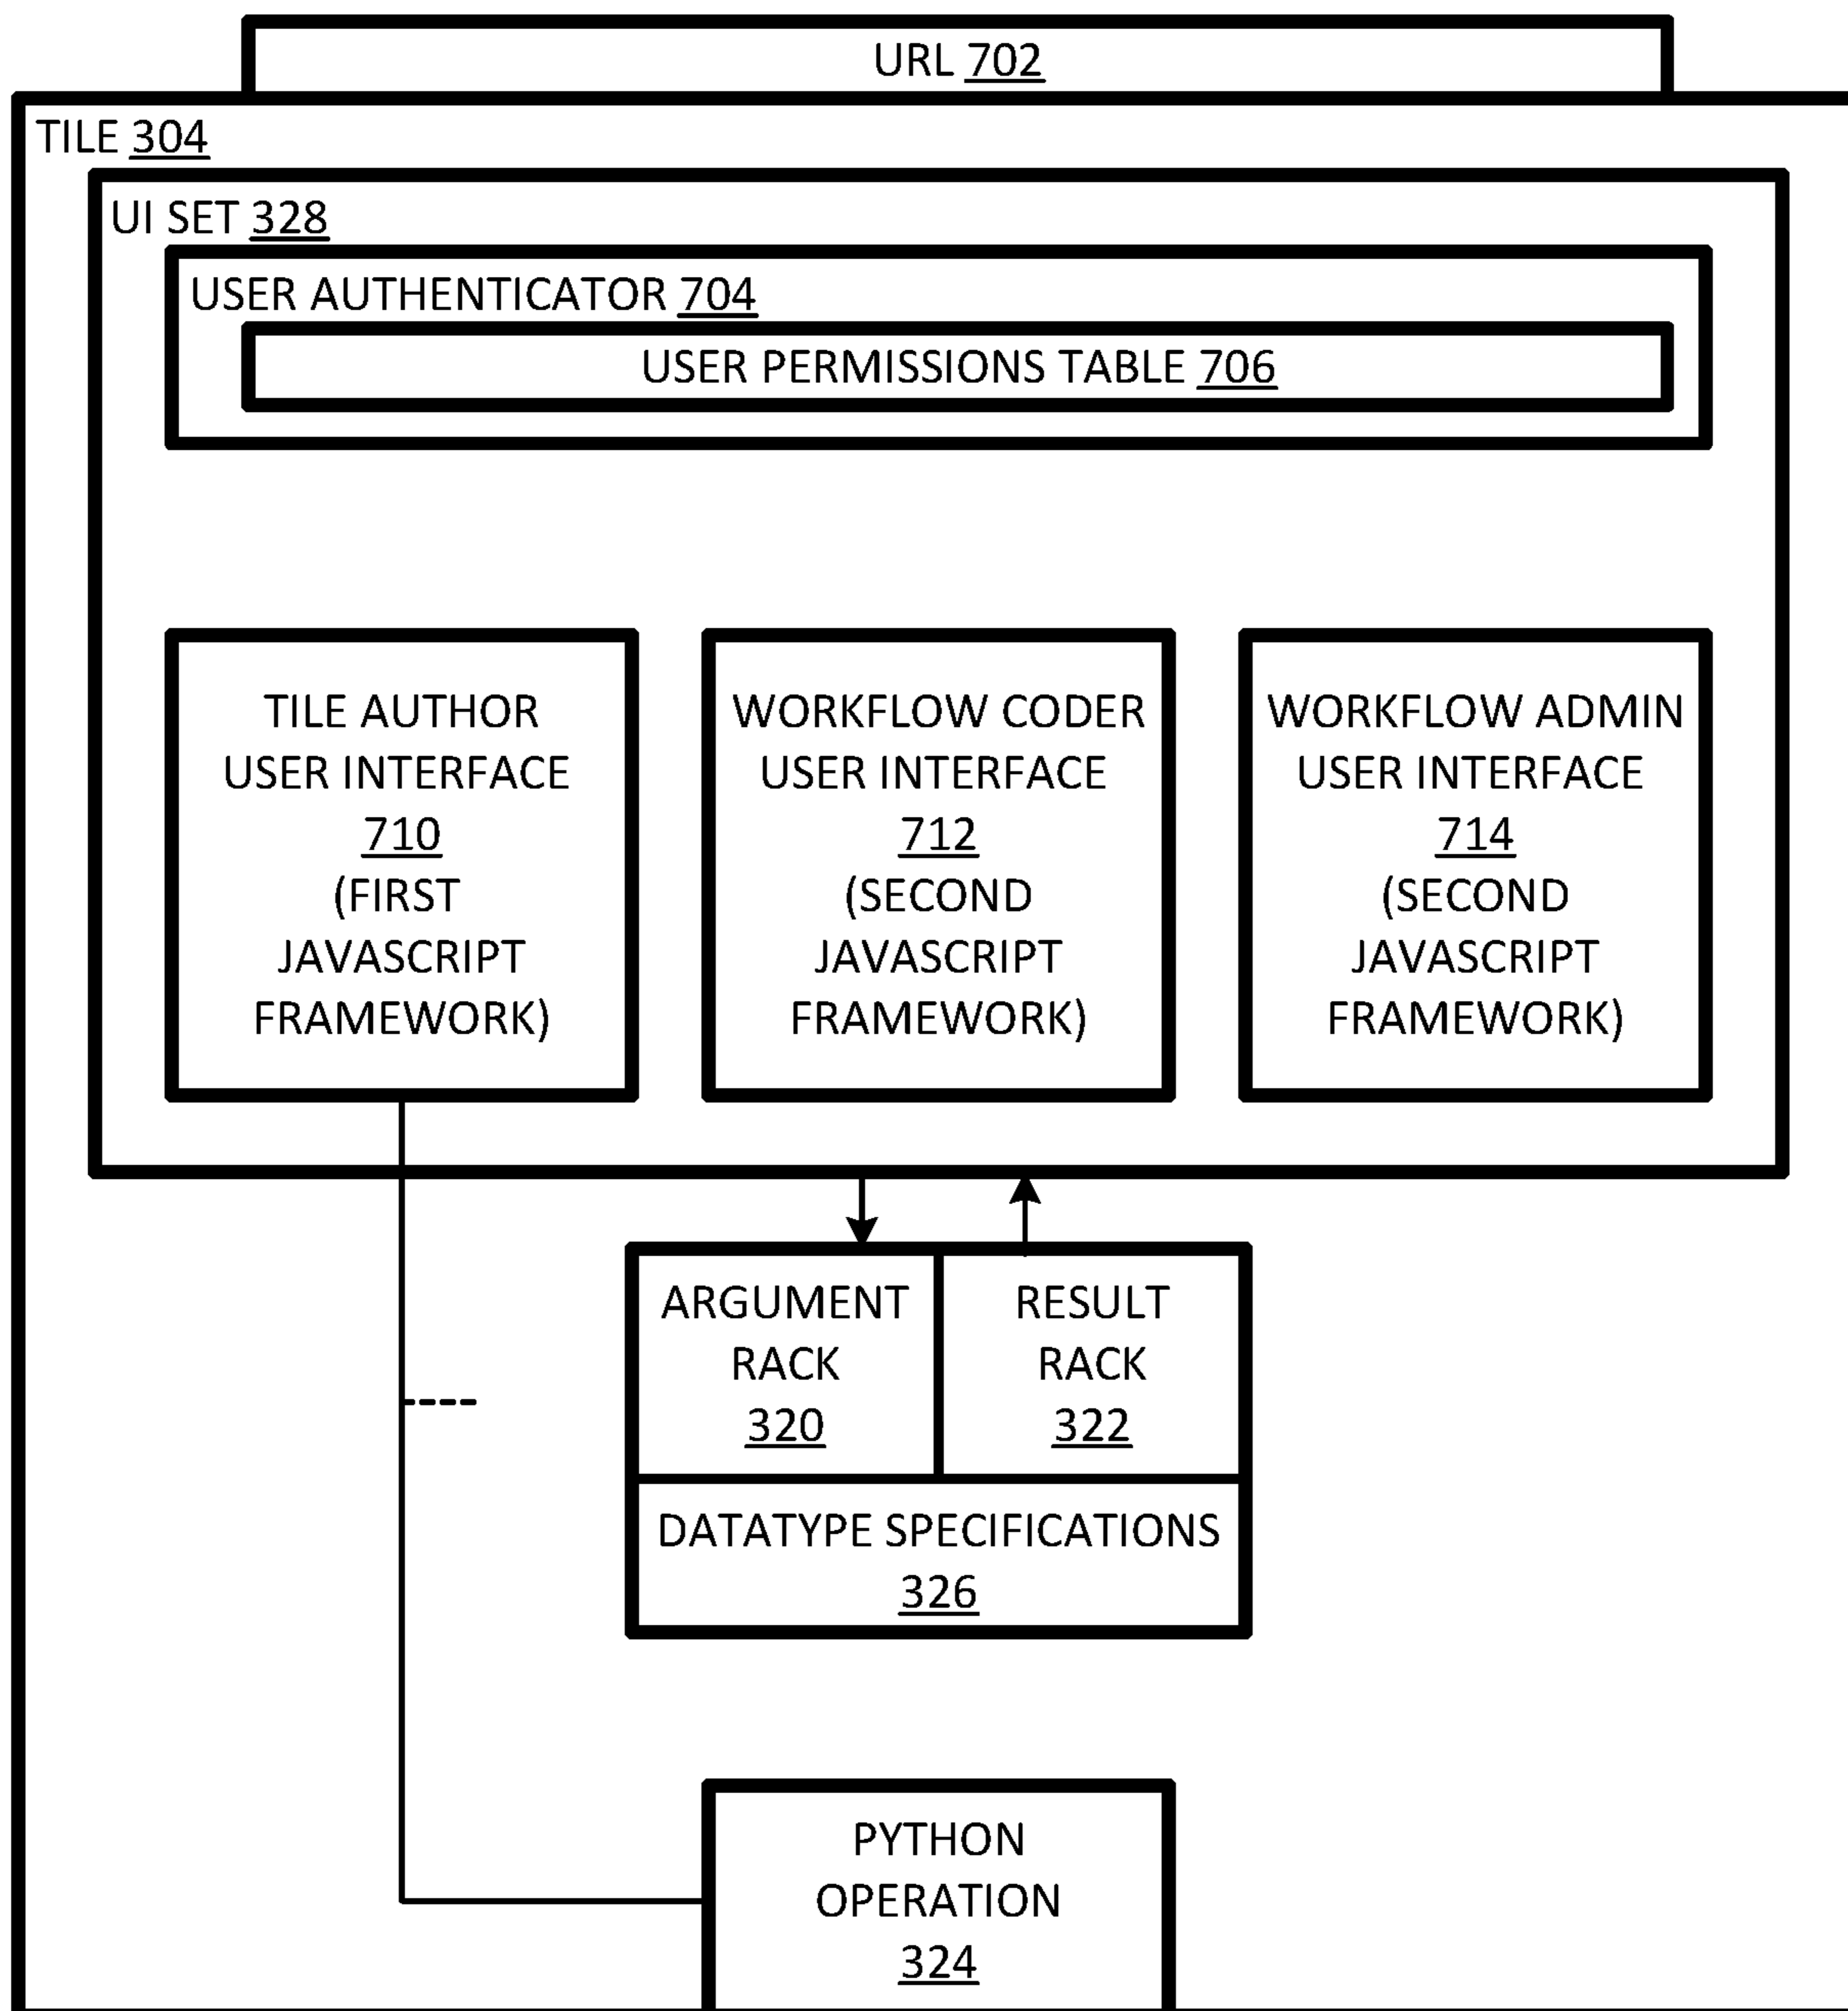 URL 702
TILE 304
UI SET 328
USER AUTHENTICATOR 704
USER PERMISSIONS TABLE 706
TILE AUTHOR
USER INTERFACE
710
(FIRST
JAVASCRIPT
FRAMEWORK)
WORKFLOW CODER
USER INTERFACE
712
(SECOND
JAVASCRIPT
FRAMEWORK)
WORKFLOW ADMIN
USER INTERFACE
714
(SECOND
JAVASCRIPT
FRAMEWORK)
ARGUMENT
RACK
320
RESULT
RACK
322
DATATYPE SPECIFICATIONS
326
PYTHON
OPERATION
324